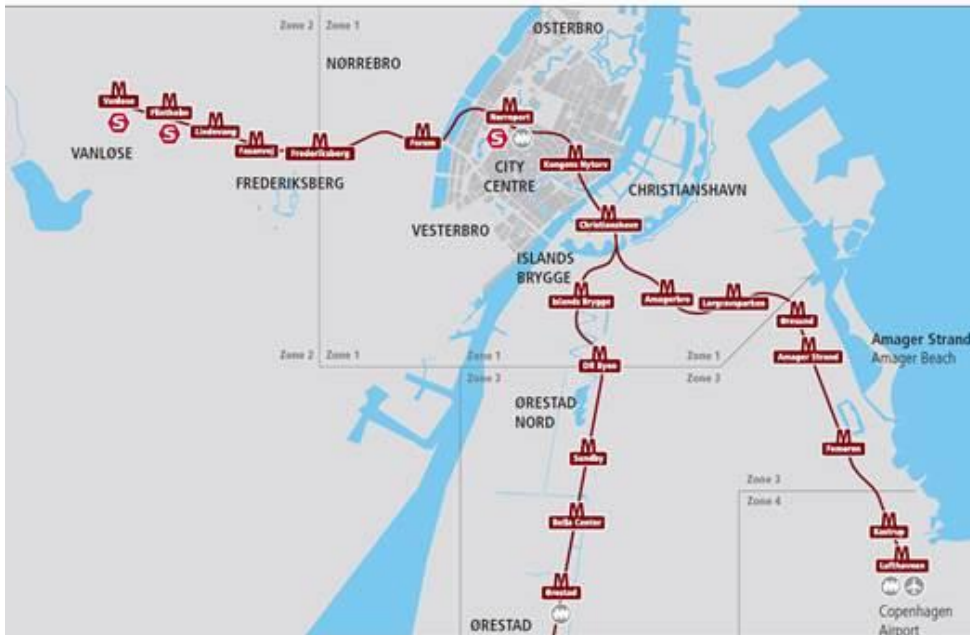 Zone 2
Zone 1
ØSTERBRO
NØRREBRO
Vanløse
Flintholm
Lindevang
Fasanvej
Frederiksberg
Forum
Nørreport
S
S
S
VANLØSE
FREDERIKSBERG
CITY
CENTRE
Kongens Nytorv
CHRISTIANSHAVN
Christianshavn
VESTERBRO
ISLANDS
BRYGGE
Islands Brygge
Amagerbro
Lergravsparken
Øresund
Amager Strand
Amager Strand
Amager Beach
Zone 2
Zone 1
Zone 1
Zone 3
Zone 1
Zone 3
DR Byen
ØRESTAD
NORD
Sundby
Femøren
Zone 3
Zone 4
Bella Center
Kastrup
Lufthavnen
Ørestad
ØRESTAD
Copenhagen
Airport